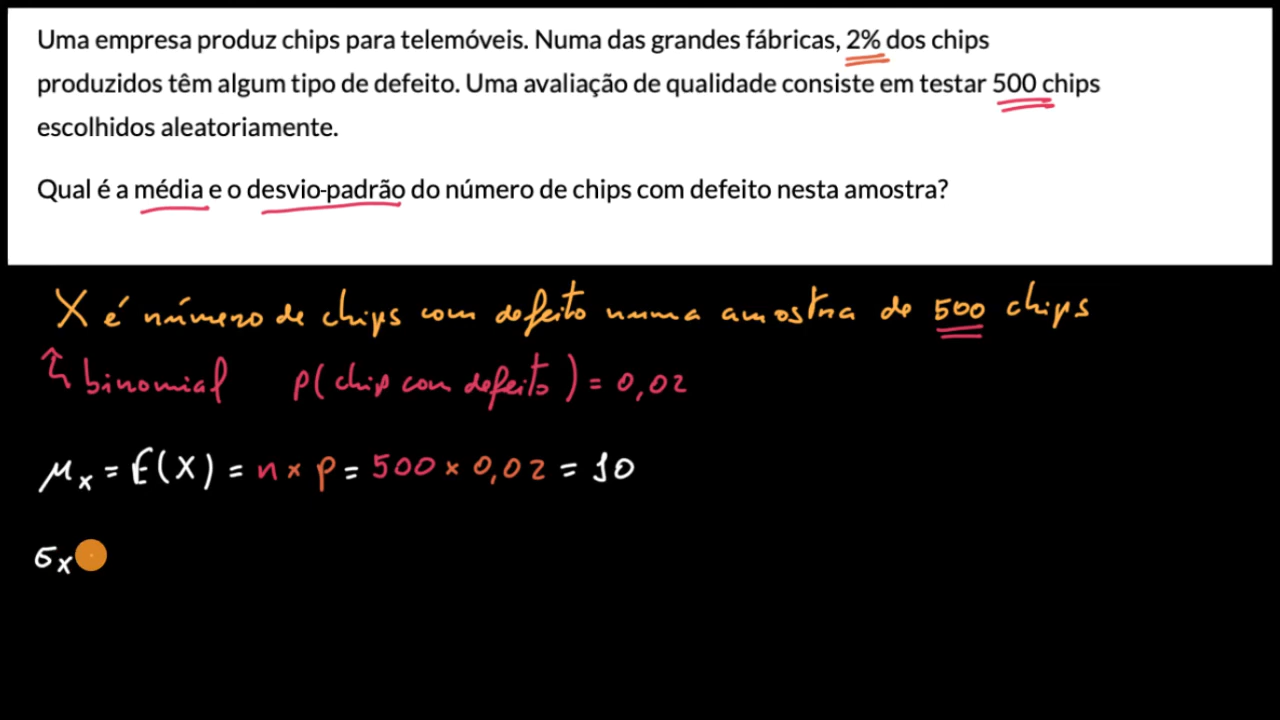 Uma empresa produz chips para telemóveis. Numa das grandes fábricas, 2% dos chips
produzidos têm algum tipo de defeito. Uma avaliação de qualidade consiste em testar 500 chips
escolhidos aleatoriamente.
Qual é a média e o desvio-padrão do número de chips com defeito nesta amostra?
X é número de chips com defeito numa amostra de 500 chips
↳ binomial P(chip com defeito) = 0,02
μx = E(X) = n × p = 500 × 0,02 = 10
σx